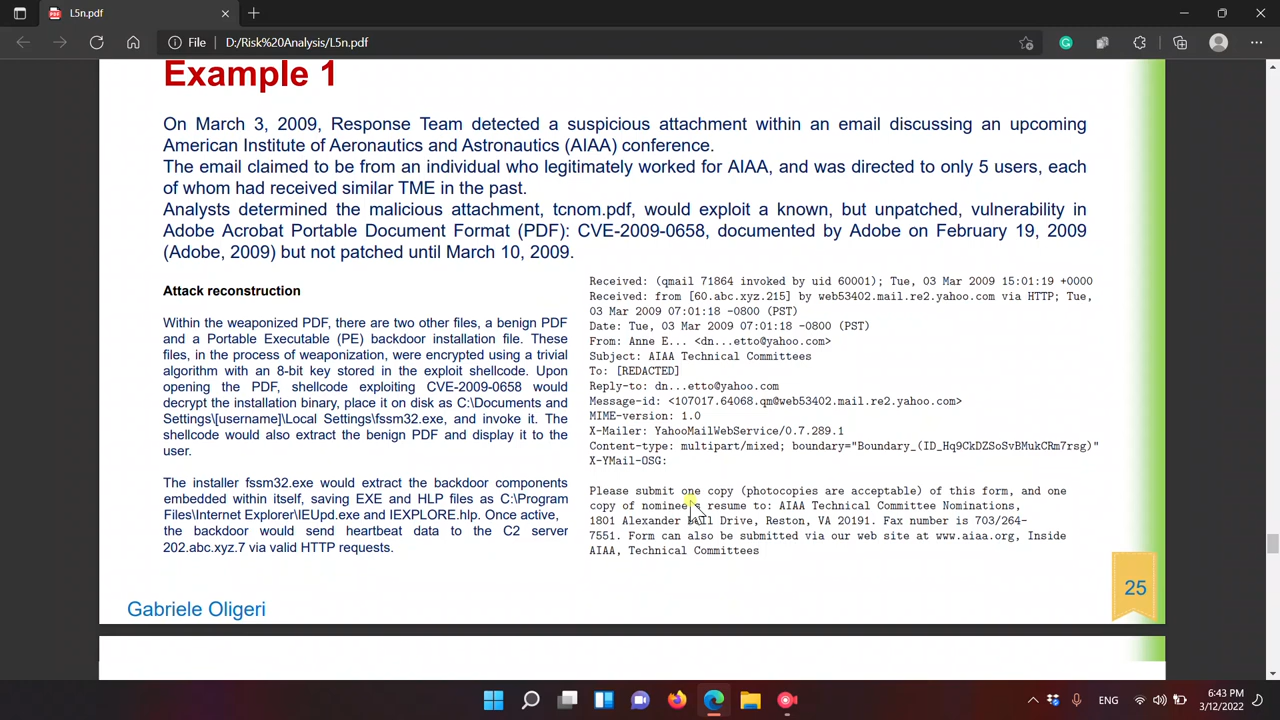 L5n.pdf
File
D:/Risk%20Analysis/L5n.pdf
Example 1
On March 3, 2009, Response Team detected a suspicious attachment within an email discussing an upcoming
American Institute of Aeronautics and Astronautics (AIAA) conference.
The email claimed to be from an individual who legitimately worked for AIAA, and was directed to only 5 users, each
of whom had received similar TME in the past.
Analysts determined the malicious attachment, tcnom.pdf, would exploit a known, but unpatched, vulnerability in
Adobe Acrobat Portable Document Format (PDF): CVE-2009-0658, documented by Adobe on February 19, 2009
(Adobe, 2009) but not patched until March 10, 2009.
Attack reconstruction
Within the weaponized PDF, there are two other files, a benign PDF
and a Portable Executable (PE) backdoor installation file. These
files, in the process of weaponization, were encrypted using a trivial
algorithm with an 8-bit key stored in the exploit shellcode. Upon
opening the PDF, shellcode exploiting CVE-2009-0658 would
decrypt the installation binary, place it on disk as C:\Documents and
Settings\[username]\Local Settings\fssm32.exe, and invoke it. The
shellcode would also extract the benign PDF and display it to the
user.
The installer fssm32.exe would extract the backdoor components
embedded within itself, saving EXE and HLP files as C:\Program
Files\Internet Explorer\IEUpd.exe and IEXPLORE.hlp. Once active,
the backdoor would send heartbeat data to the C2 server
202.abc.xyz.7 via valid HTTP requests.
Received: (qmail 71864 invoked by uid 60001); Tue, 03 Mar 2009 15:01:19 +0000
Received: from [60.abc.xyz.215] by web53402.mail.re2.yahoo.com via HTTP; Tue,
03 Mar 2009 07:01:18 -0800 (PST)
Date: Tue, 03 Mar 2009 07:01:18 -0800 (PST)
From: Anne E... <dn...etto@yahoo.com>
Subject: AIAA Technical Committees
To: [REDACTED]
Reply-to: dn...etto@yahoo.com
Message-id: <107017.64068.qm@web53402.mail.re2.yahoo.com>
MIME-version: 1.0
X-Mailer: YahooMailWebService/0.7.289.1
Content-type: multipart/mixed; boundary="Boundary_(ID_Hq9CkDZSoSvBMukCRm7rsg)"
X-YMail-OSG:
Please submit one copy (photocopies are acceptable) of this form, and one
copy of nominee's resume to: AIAA Technical Committee Nominations,
1801 Alexander Bell Drive, Reston, VA 20191. Fax number is 703/264-
7551. Form can also be submitted via our web site at www.aiaa.org, Inside
AIAA, Technical Committees
25
Gabriele Oligeri
ENG
6:43 PM
3/12/2022